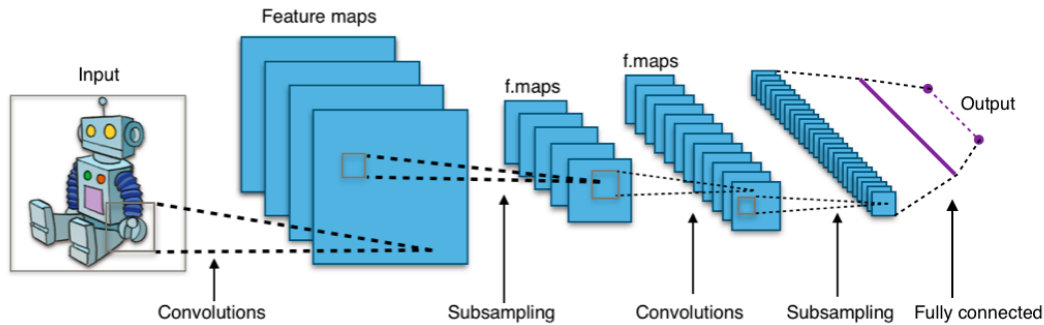 Feature maps
Input
f.maps
f.maps
Output
Convolutions
Subsampling
Convolutions
Subsampling
Fully connected